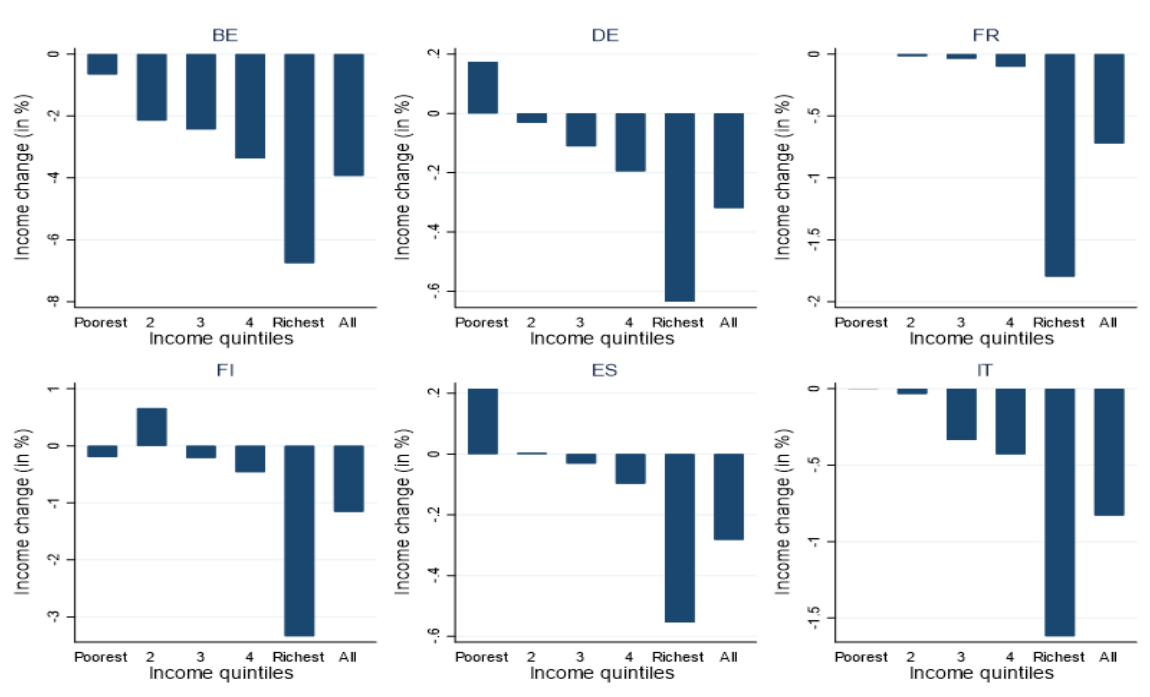 BE
Income change (in %)
0
-2
-4
-6
-8
Poorest 2 3 4 Richest All
Income quintiles
DE
Income change (in %)
.2
0
-.2
-.4
-.6
Poorest 2 3 4 Richest All
Income quintiles
FR
Income change (in %)
0
-.5
-1
-1.5
-2
Poorest 2 3 4 Richest All
Income quintiles
FI
Income change (in %)
1
0
-1
-2
-3
Poorest 2 3 4 Richest All
Income quintiles
ES
Income change (in %)
.2
0
-.2
-.4
-.6
Poorest 2 3 4 Richest All
Income quintiles
IT
Income change (in %)
0
-.5
-1
-1.5
Poorest 2 3 4 Richest All
Income quintiles